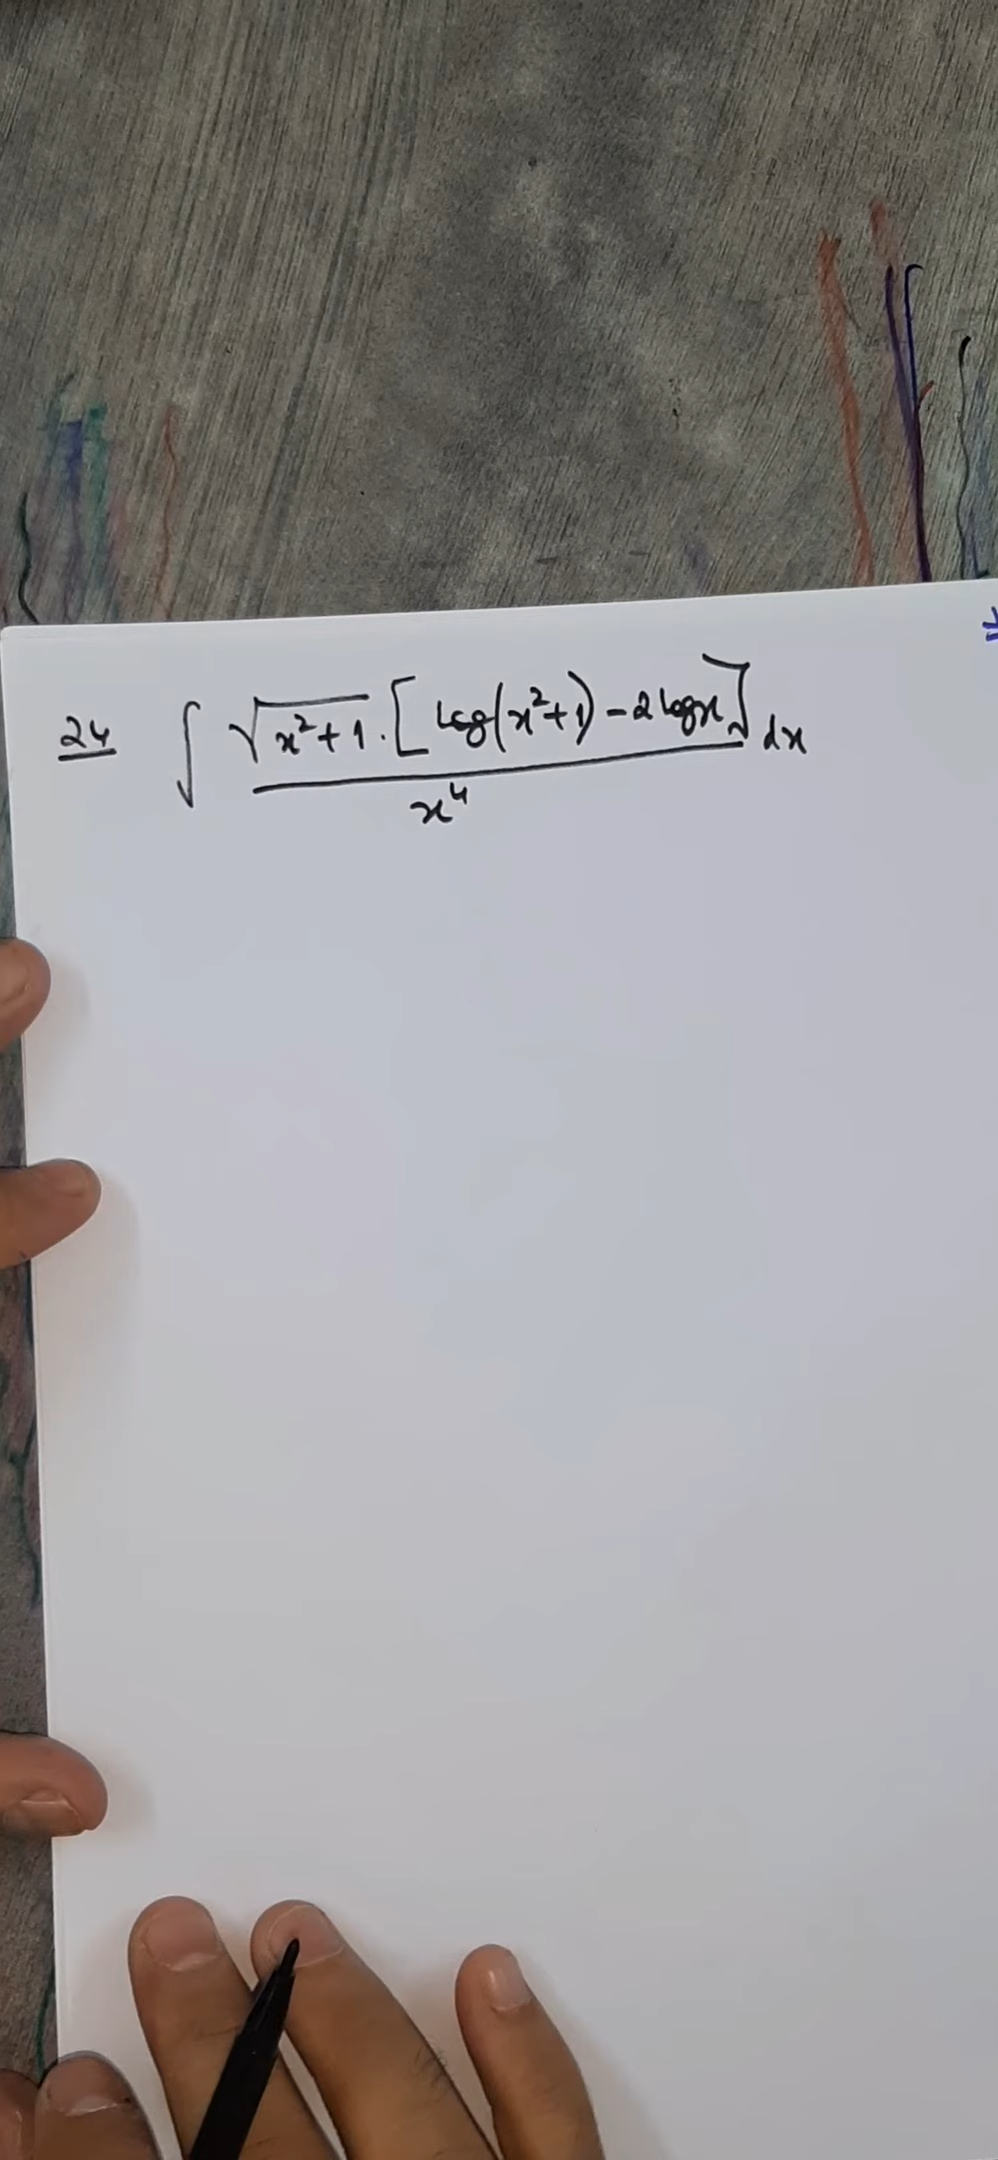 24 ∫ √(x²+1) · [log(x²+1) - 2 log x] dx
x⁴